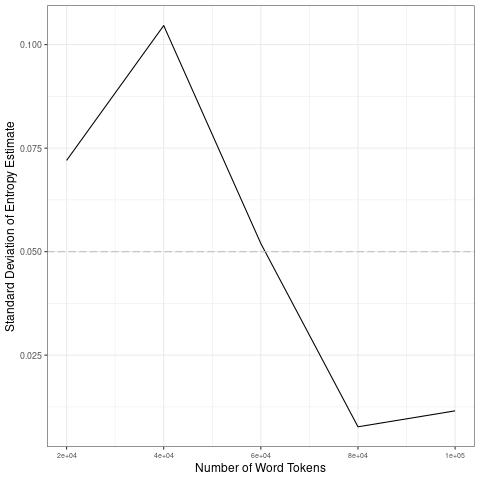 Standard Deviation of Entropy Estimate
0.100
0.075
0.050
0.025
2e+04 4e+04 6e+04 8e+04 1e+05
Number of Word Tokens